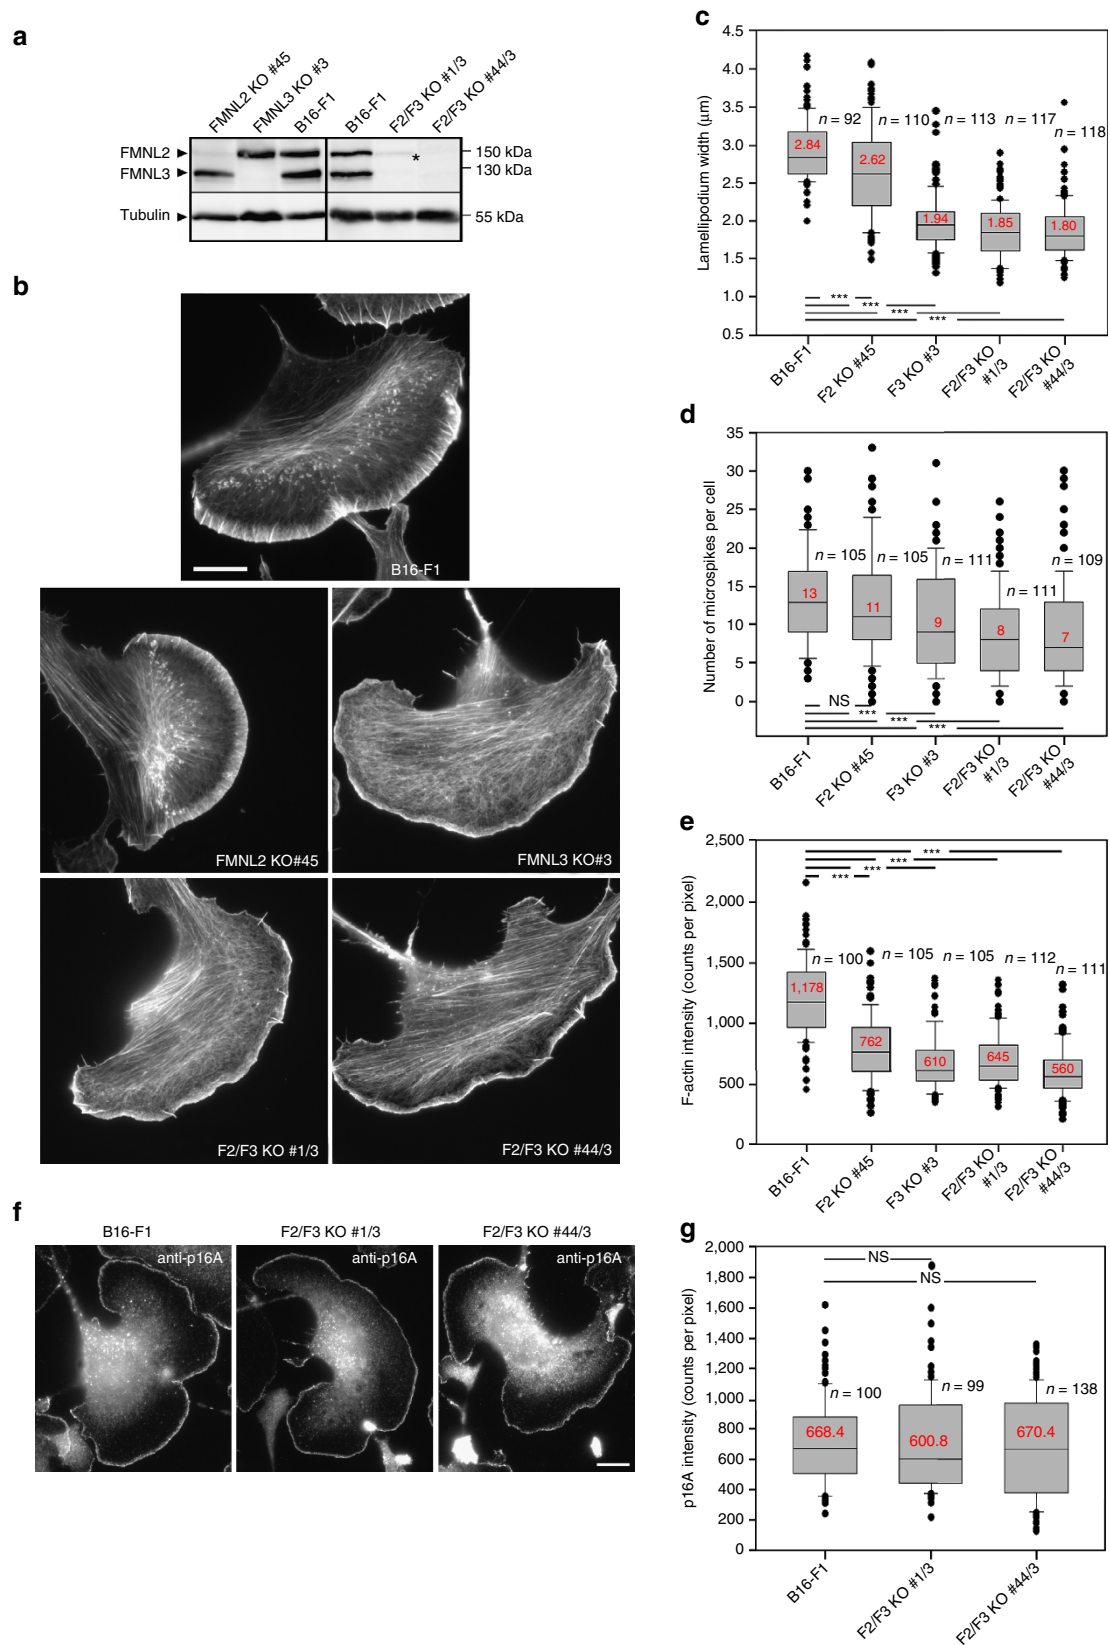 a
FMNL2 KO #45
FMNL3 KO #3
B16-F1
B16-F1
F2/F3 KO #1/3
F2/F3 KO #44/3
FMNL2
FMNL3
Tubulin
*
150 kDa
130 kDa
55 kDa
b
B16-F1
FMNL2 KO#45
FMNL3 KO#3
F2/F3 KO #1/3
F2/F3 KO #44/3
c
Lamellipodium width (μm)
4.5
4.0
3.5
3.0
2.5
2.0
1.5
1.0
0.5
n = 92
n = 110
n = 113
n = 117
n = 118
2.84
2.62
1.94
1.85
1.80
***
***
***
***
B16-F1
F2 KO #45
F3 KO #3
F2/F3 KO
#1/3
F2/F3 KO
#44/3
d
Number of microspikes per cell
35
30
25
20
15
10
5
0
n = 105
n = 105
n = 111
n = 111
n = 109
13
11
9
8
7
NS
***
***
***
B16-F1
F2 KO #45
F3 KO #3
F2/F3 KO
#1/3
F2/F3 KO
#44/3
e
F-actin intensity (counts per pixel)
2,500
2,000
1,500
1,000
500
0
***
***
***
***
n = 100
n = 105
n = 105
n = 112
n = 111
1,178
762
610
645
560
B16-F1
F2 KO #45
F3 KO #3
F2/F3 KO
#1/3
F2/F3 KO
#44/3
f
B16-F1
F2/F3 KO #1/3
F2/F3 KO #44/3
anti-p16A
anti-p16A
anti-p16A
g
p16A intensity (counts per pixel)
2,000
1,800
1,600
1,400
1,200
1,000
800
600
400
200
0
NS
NS
n = 100
n = 99
n = 138
668.4
600.8
670.4
B16-F1
F2/F3 KO #1/3
F2/F3 KO #44/3